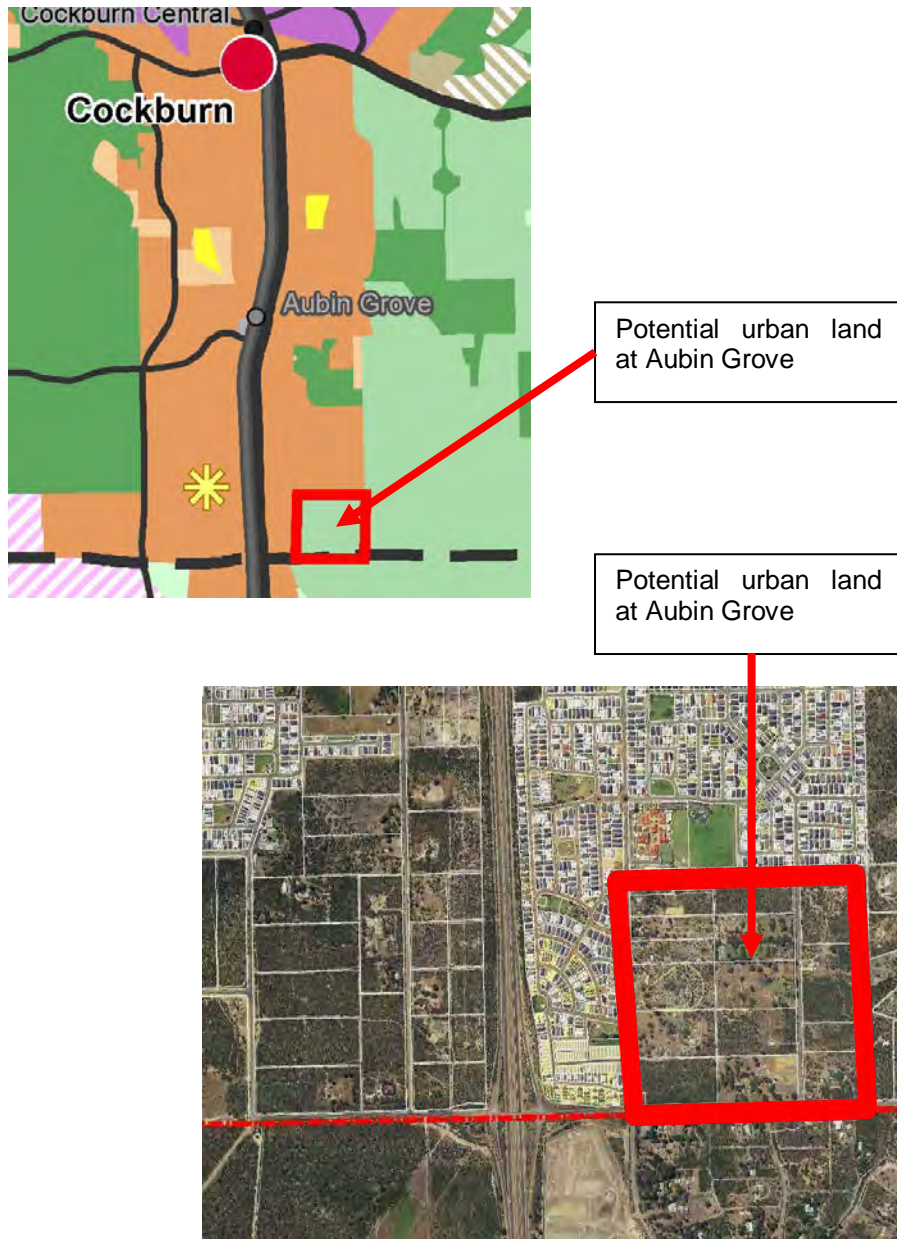 Cockburn Central
Cockburn
Aubin Grove
Potential urban land
at Aubin Grove
Potential urban land
at Aubin Grove